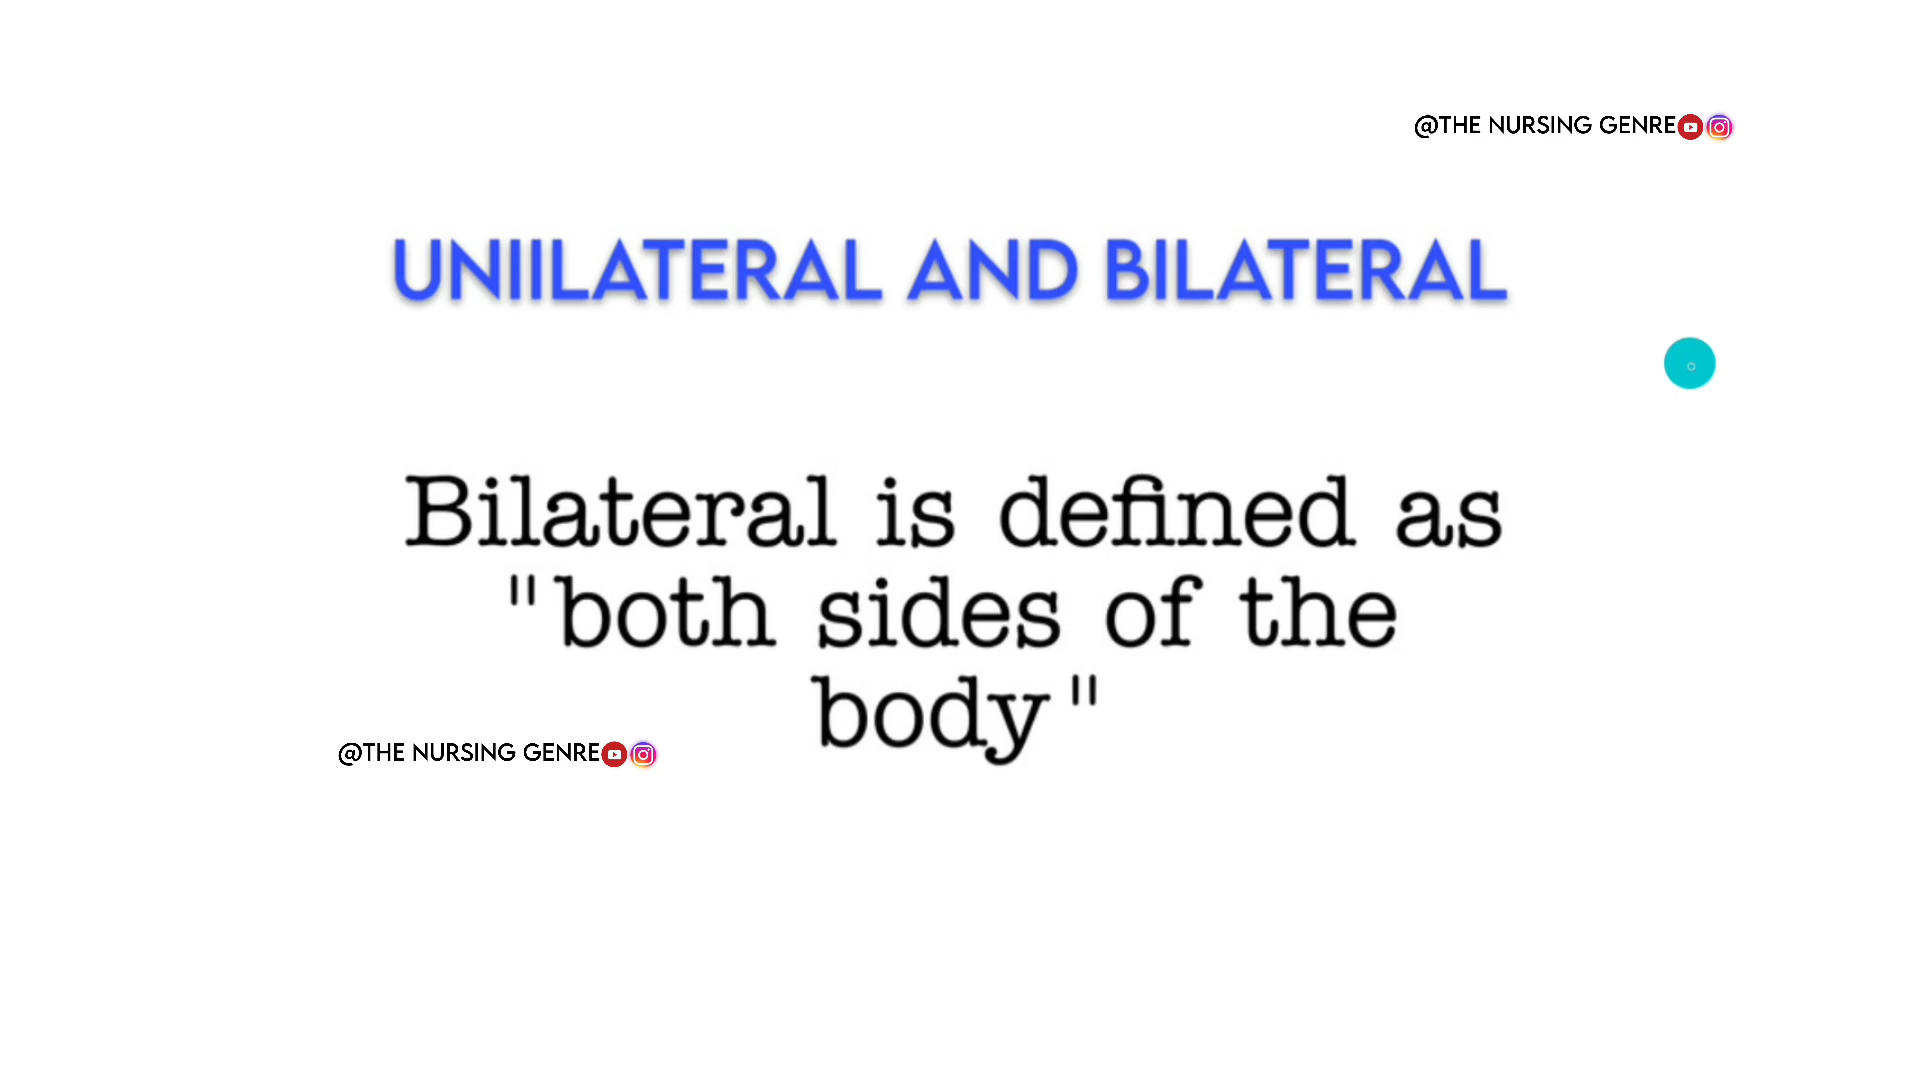 @THE NURSING GENRE
UNIILATERAL AND BILATERAL
Bilateral is defined as
"both sides of the
body"
@THE NURSING GENRE